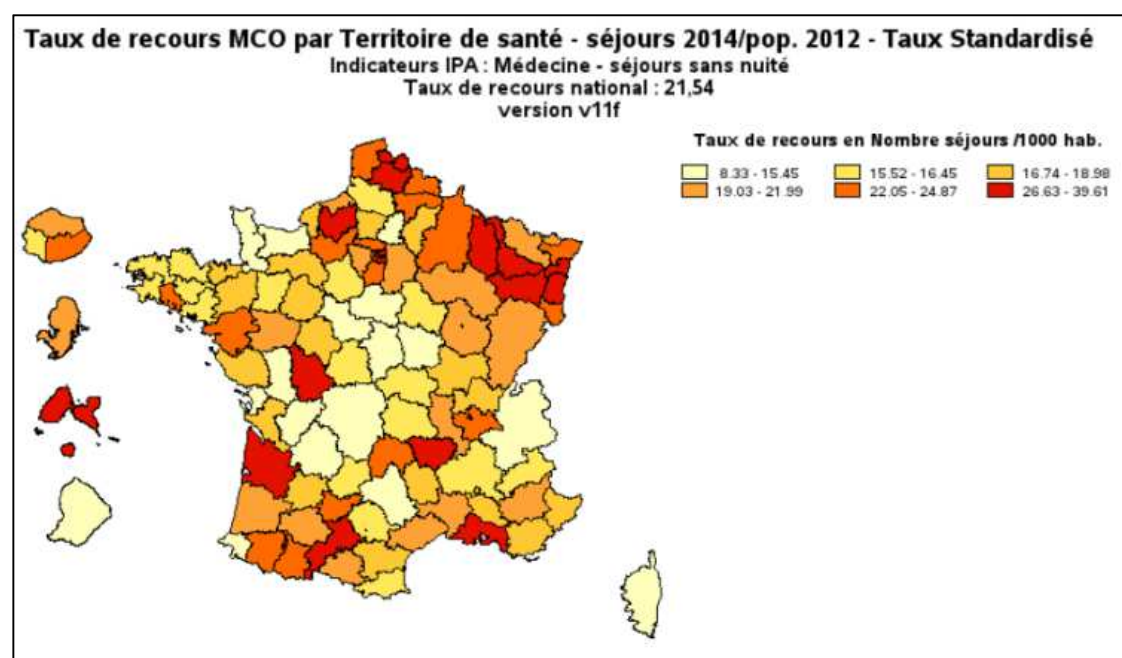 Taux de recours MCO par Territoire de santé - séjours 2014/pop. 2012 - Taux Standardisé
Indicateurs IPA : Médecine - séjours sans nuité
Taux de recours national : 21,54
version v11f
Taux de recours en Nombre séjours /1000 hab.
8.33 - 15.45 15.52 - 16.45 16.74 - 18.98
19.03 - 21.99 22.05 - 24.87 26.63 - 39.61